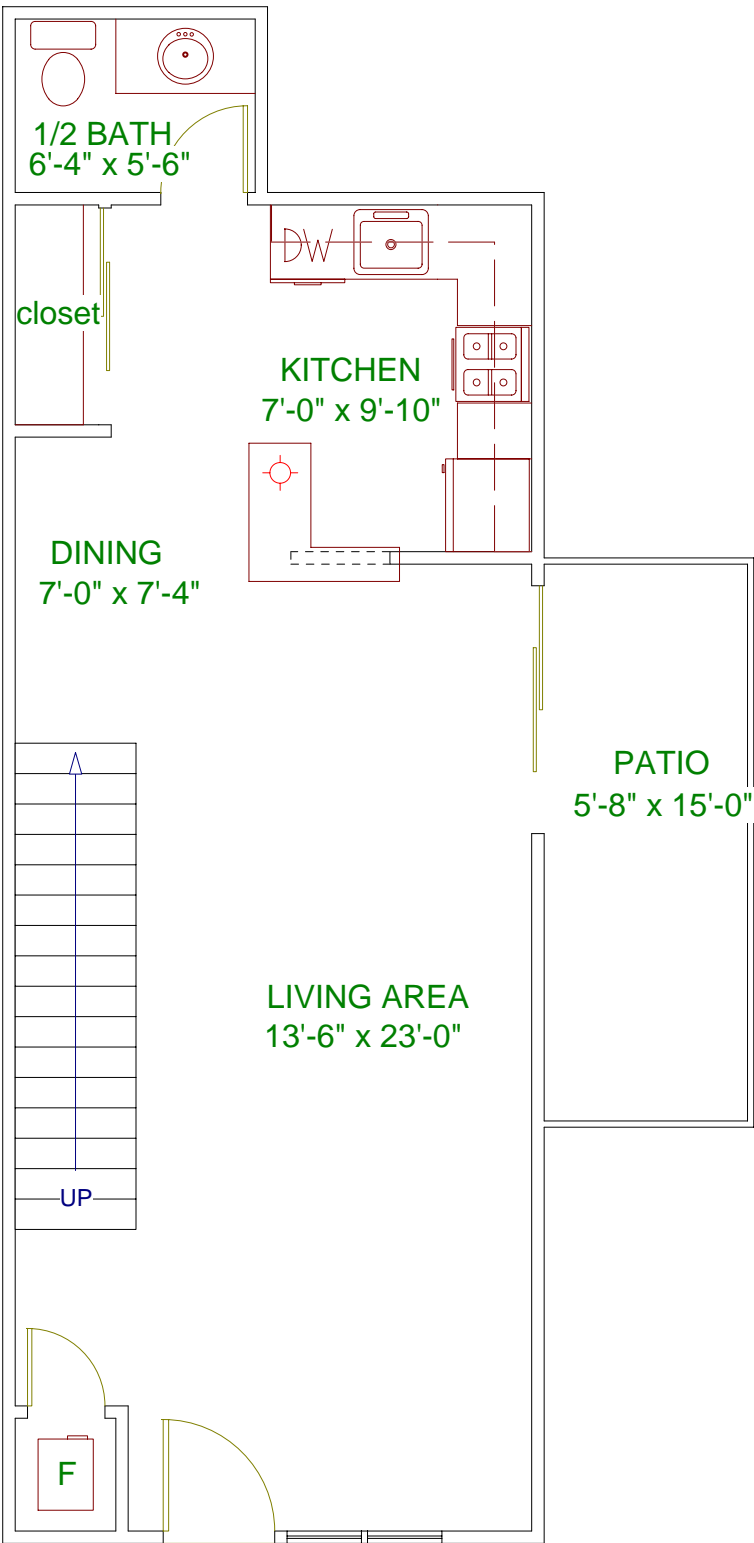 1/2 BATH
6'-4" x 5'-6"
closet
DW
KITCHEN
7'-0" x 9'-10"
DINING
7'-0" x 7'-4"
PATIO
5'-8" x 15'-0"
LIVING AREA
13'-6" x 23'-0"
UP
F